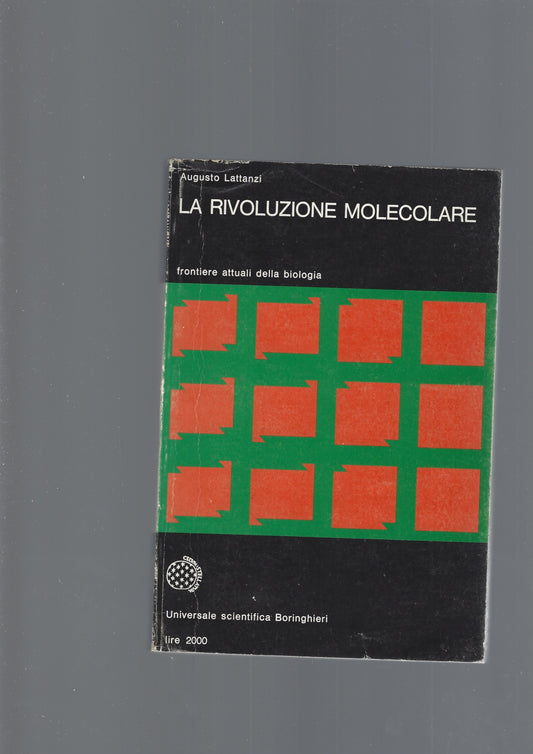 Augusto Lattanzi
LA RIVOLUZIONE MOLECOLARE
frontiere attuali della biologia
Universale scientifica Boringhieri
lire 2000